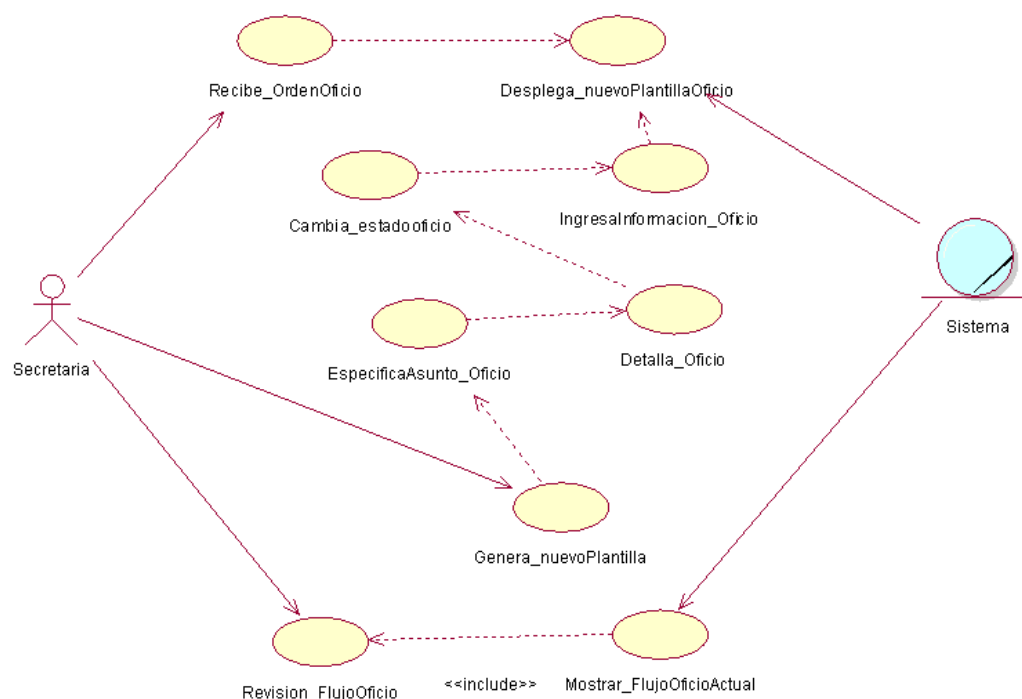 Recibe_OrdenOficio
Desplega_nuevoPlantillaOficio
Cambia_estadooficio
IngresaInformacion_Oficio
Sistema
Secretaria
EspecificaAsunto_Oficio
Detalla_Oficio
Genera_nuevoPlantilla
Revision_FlujoOficio
<<include>>
Mostrar_FlujoOficioActual